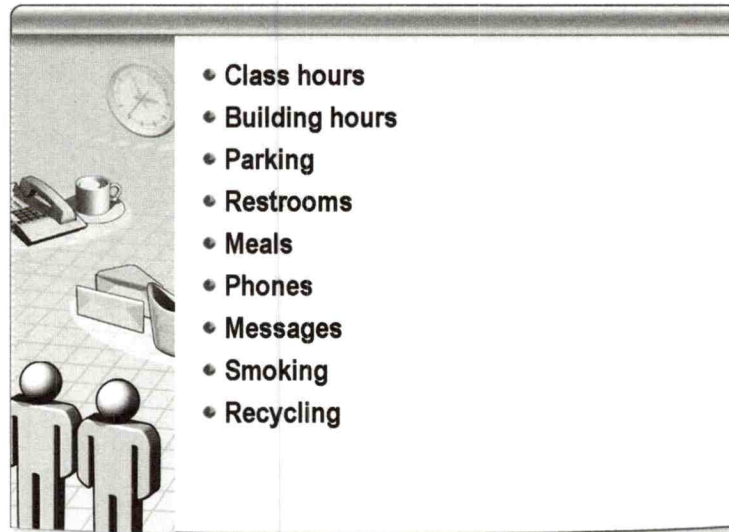 Class hours
Building hours
Parking
Restrooms
Meals
Phones
Messages
Smoking
Recycling